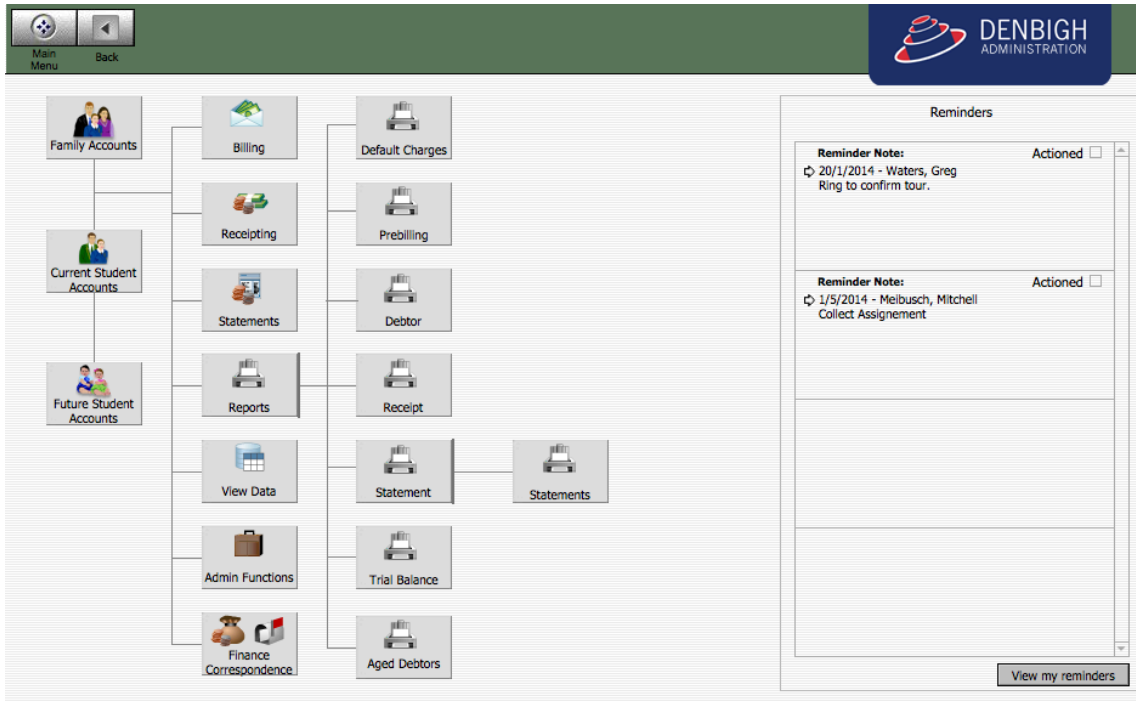 Main
Menu
Back
DENBIGH
ADMINISTRATION
Family Accounts
Current Student
Accounts
Future Student
Accounts
Billing
Receipting
Statements
Reports
View Data
Admin Functions
Finance
Correspondence
Default Charges
Prebilling
Debtor
Receipt
Statement
Trial Balance
Aged Debtors
Statements
Reminders
Reminder Note: Actioned
20/1/2014 - Waters, Greg
Ring to confirm tour.
Reminder Note: Actioned
1/5/2014 - Meibusch, Mitchell
Collect Assignement
View my reminders